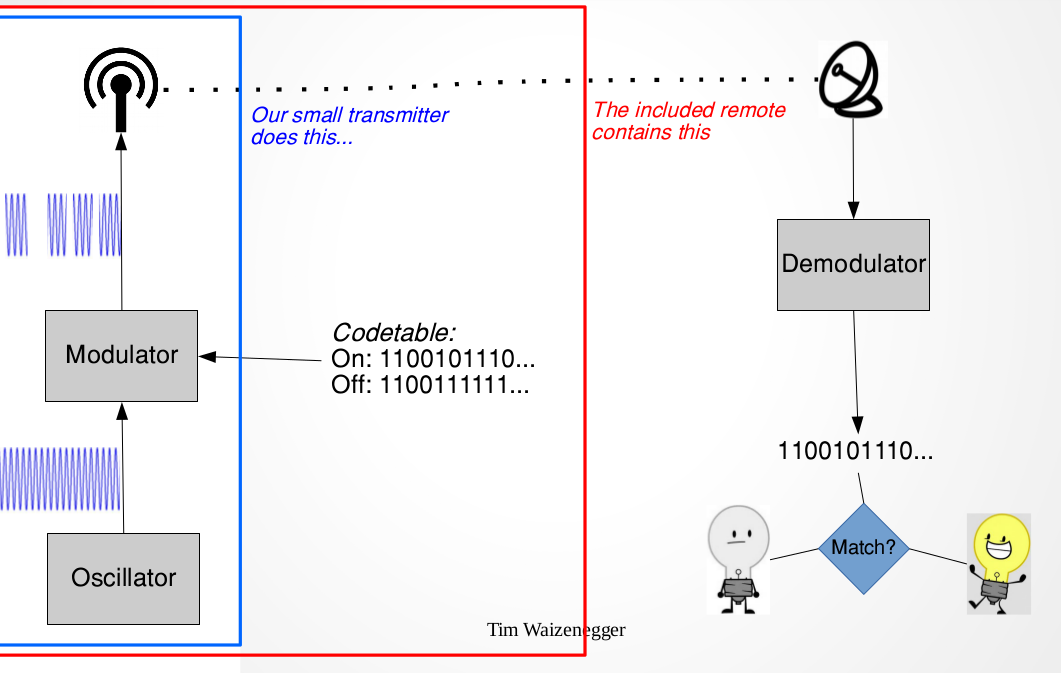 Our small transmitter
does this...
The included remote
contains this
Demodulator
Modulator
Codetable:
On: 1100101110...
Off: 1100111111...
1100101110...
Match?
Oscillator
Tim Waizenegger